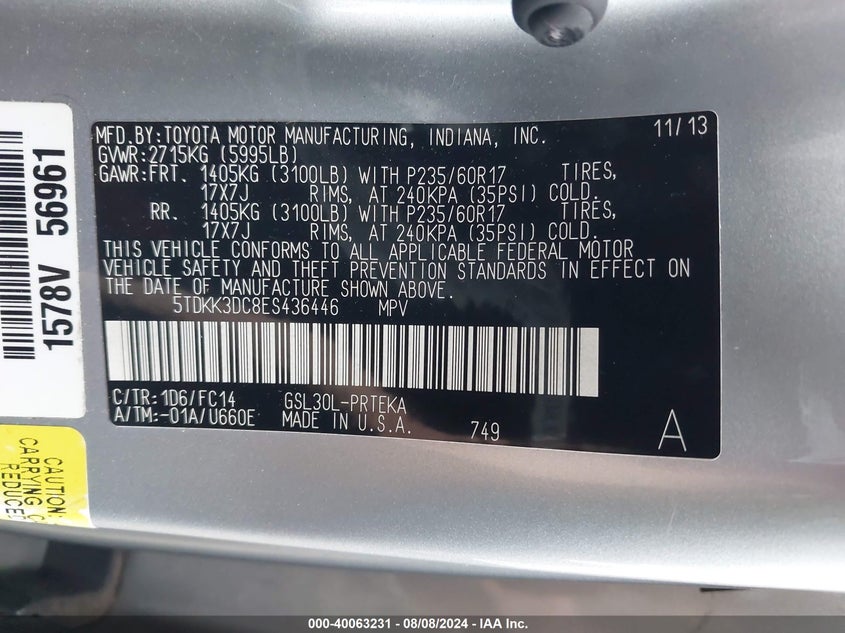 MFD.BY:TOYOTA MOTOR MANUFACTURING, INDIANA, INC. 11/13
GVWR:2715KG (5995LB)
GAWR:FRT. 1405KG (3100LB) WITH P235/60R17 TIRES,
17X7J RIMS, AT 240KPA (35PSI) COLD.
RR. 1405KG (3100LB) WITH P235/60R17 TIRES,
17X7J RIMS, AT 240KPA (35PSI) COLD.
THIS VEHICLE CONFORMS TO ALL APPLICABLE FEDERAL MOTOR
VEHICLE SAFETY AND THEFT PREVENTION STANDARDS IN EFFECT ON
THE DATE OF MANUFACTURE SHOWN ABOVE.
5TDKK3DC8ES436446 MPV
C/TR:1D6/FC14 GSL30L-PRTEKA
A/TM:-01A/U660E MADE IN U.S.A. 749 A
1578V 56961
CAUTION:
CARRYING
REDUCE
000-40063231 - 08/08/2024 - IAA Inc.